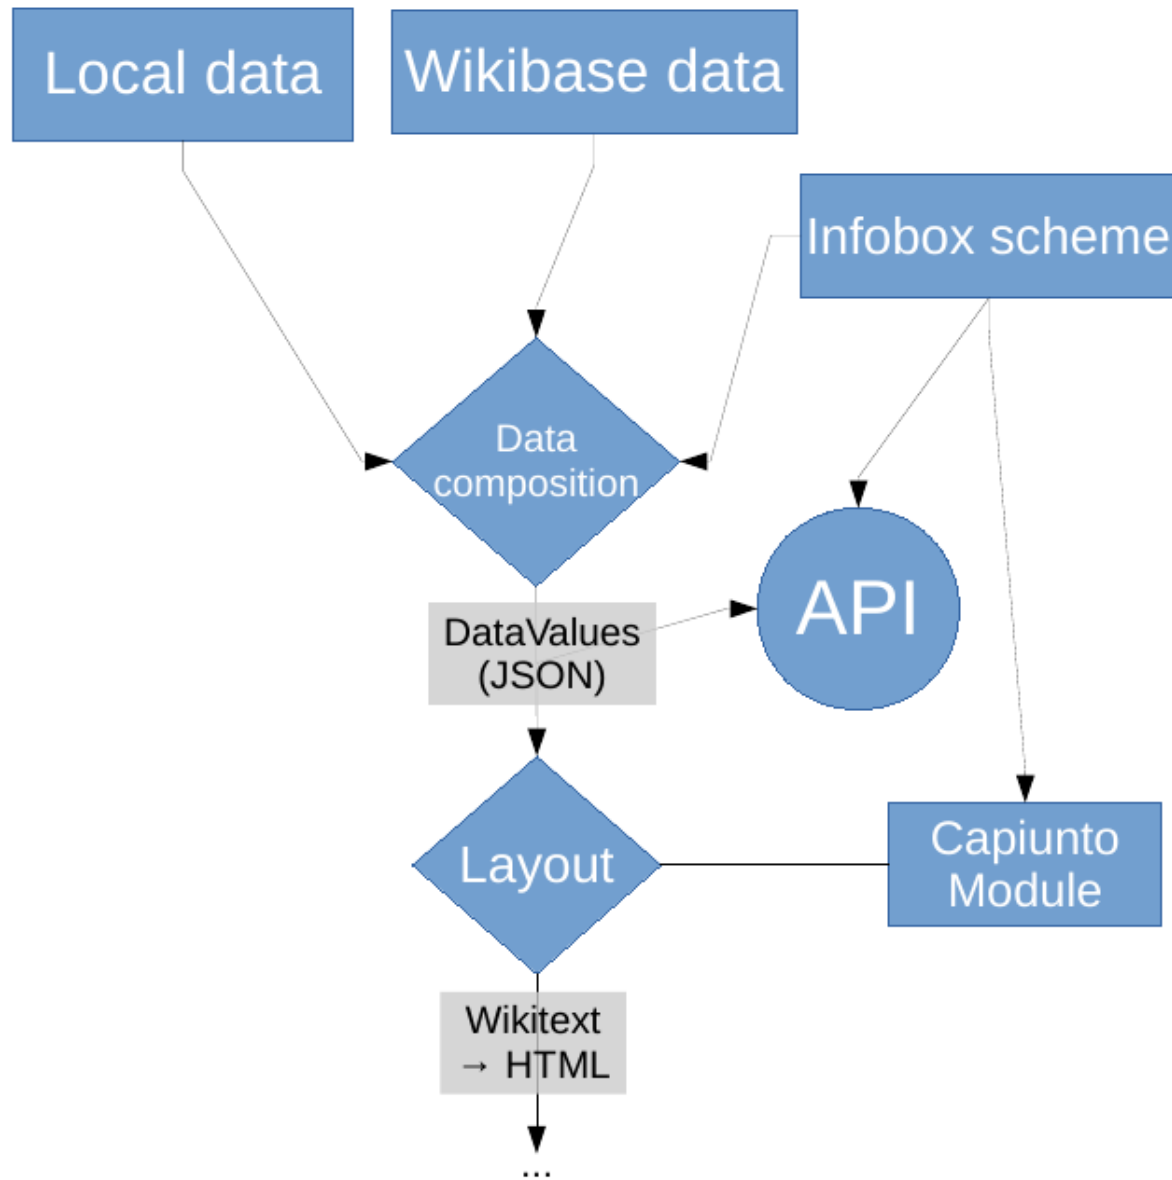 Local data
Wikibase data
Infobox scheme
Data
composition
API
DataValues
(JSON)
Layout
Capiunto
Module
Wikitext
→ HTML
...